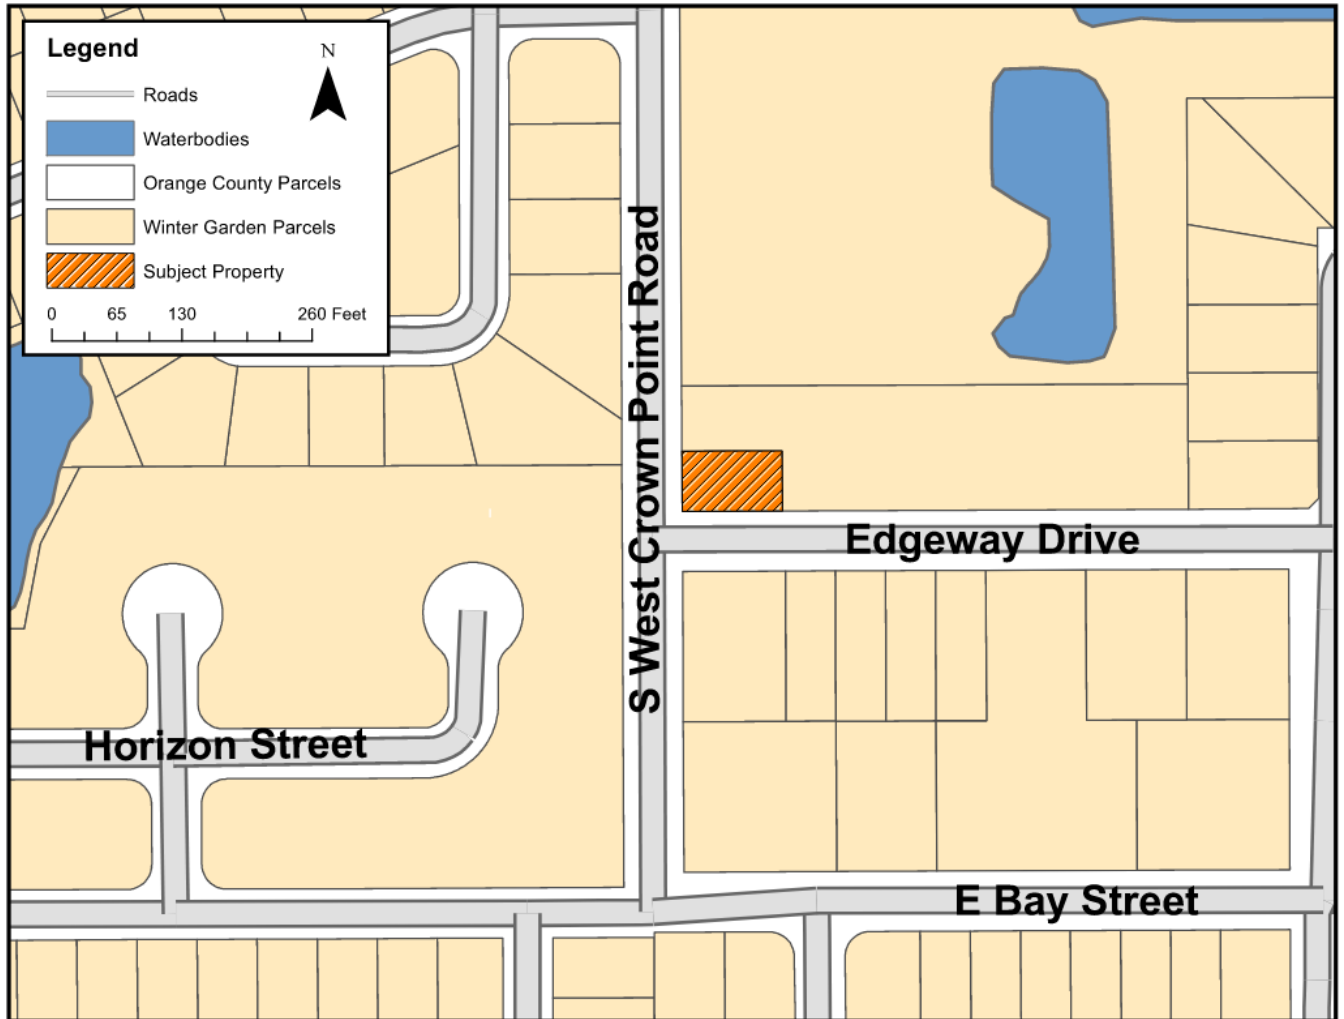 Legend
N
Roads
Waterbodies
Orange County Parcels
Winter Garden Parcels
Subject Property
0 65 130 260 Feet
S West Crown Point Road
Edgeway Drive
Horizon Street
E Bay Street